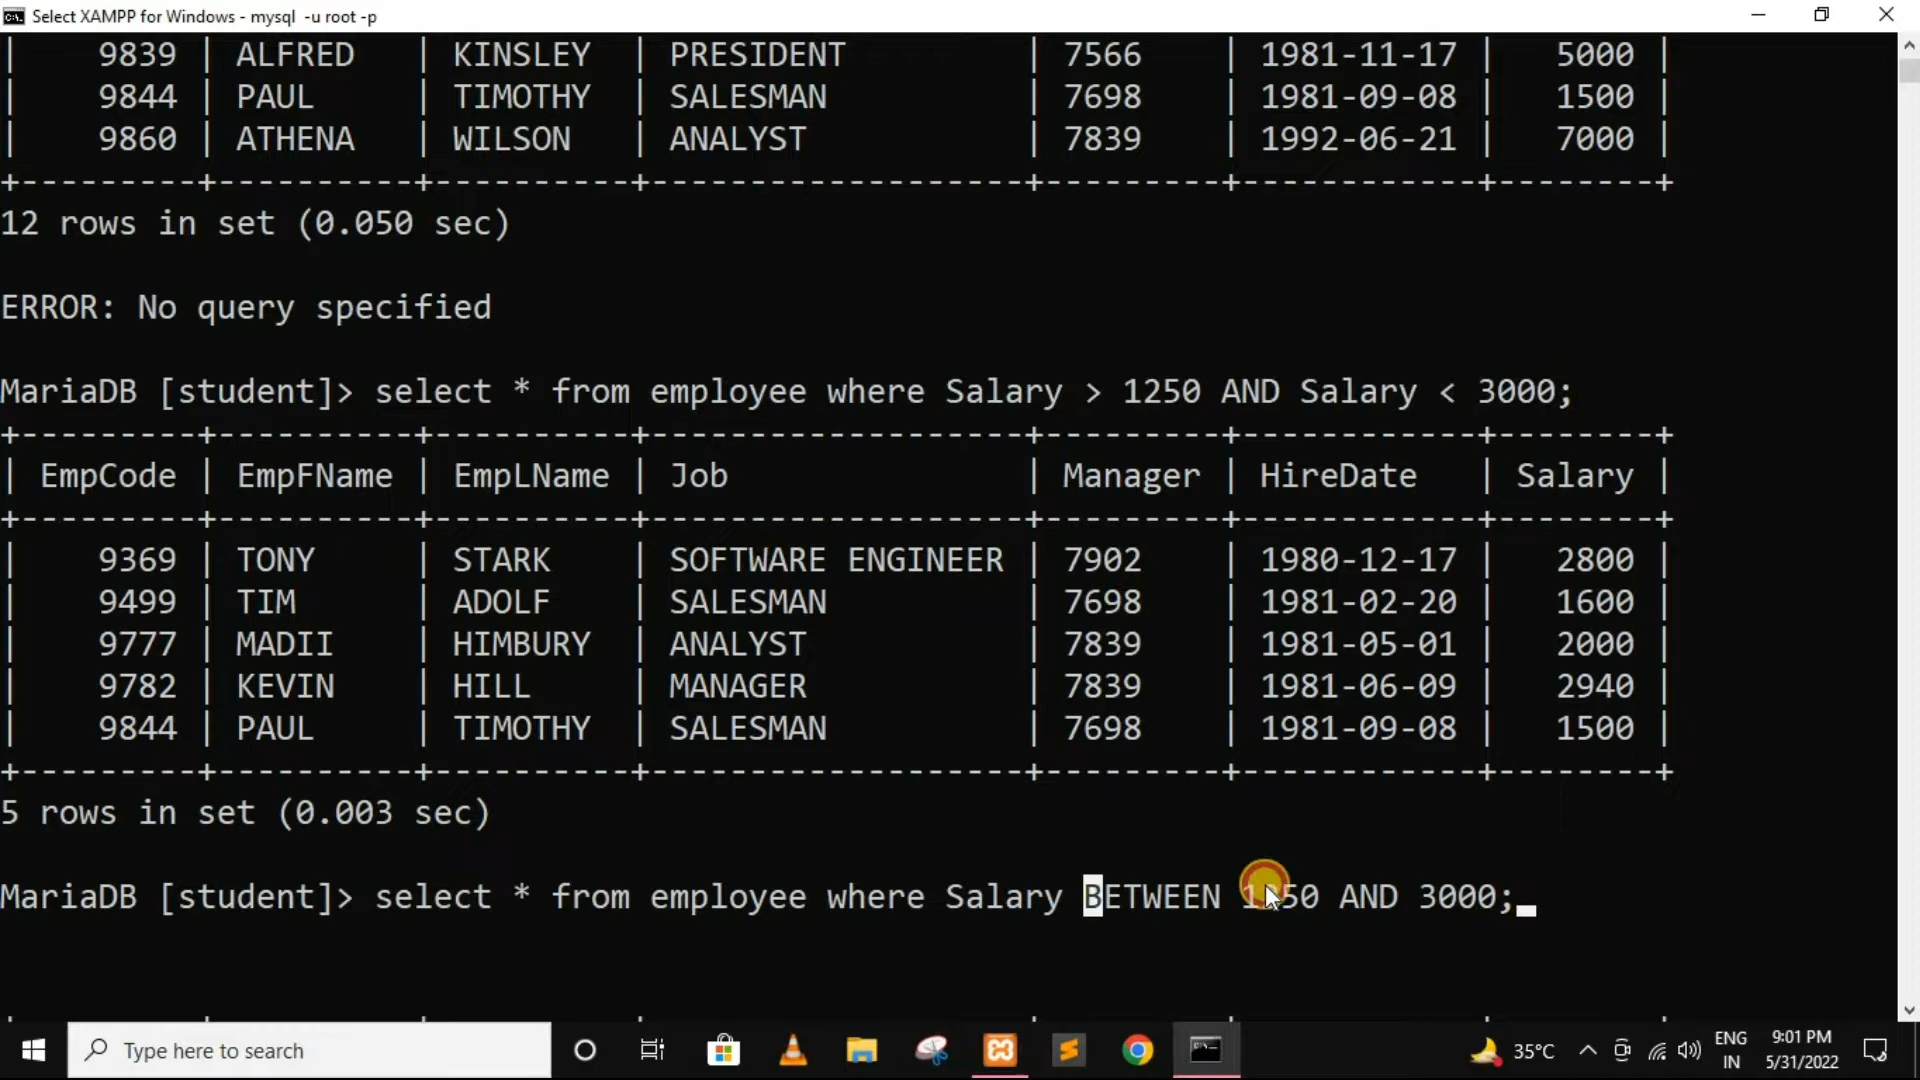 Select XAMPP for Windows - mysql -u root -p
| 9839 | ALFRED | KINSLEY | PRESIDENT | 7566 | 1981-11-17 | 5000 |
| 9844 | PAUL | TIMOTHY | SALESMAN | 7698 | 1981-09-08 | 1500 |
| 9860 | ATHENA | WILSON | ANALYST | 7839 | 1992-06-21 | 7000 |
+---------+----------+----------+-------------------+---------+------------+--------+
12 rows in set (0.050 sec)
ERROR: No query specified
MariaDB [student]> select * from employee where Salary > 1250 AND Salary < 3000;
+---------+----------+----------+-------------------+---------+------------+--------+
| EmpCode | EmpFName | EmpLName | Job | Manager | HireDate | Salary |
+---------+----------+----------+-------------------+---------+------------+--------+
| 9369 | TONY | STARK | SOFTWARE ENGINEER | 7902 | 1980-12-17 | 2800 |
| 9499 | TIM | ADOLF | SALESMAN | 7698 | 1981-02-20 | 1600 |
| 9777 | MADII | HIMBURY | ANALYST | 7839 | 1981-05-01 | 2000 |
| 9782 | KEVIN | HILL | MANAGER | 7839 | 1981-06-09 | 2940 |
| 9844 | PAUL | TIMOTHY | SALESMAN | 7698 | 1981-09-08 | 1500 |
+---------+----------+----------+-------------------+---------+------------+--------+
5 rows in set (0.003 sec)
MariaDB [student]> select * from employee where Salary BETWEEN 1250 AND 3000;
Type here to search
35°C
ENG
IN
9:01 PM
5/31/2022